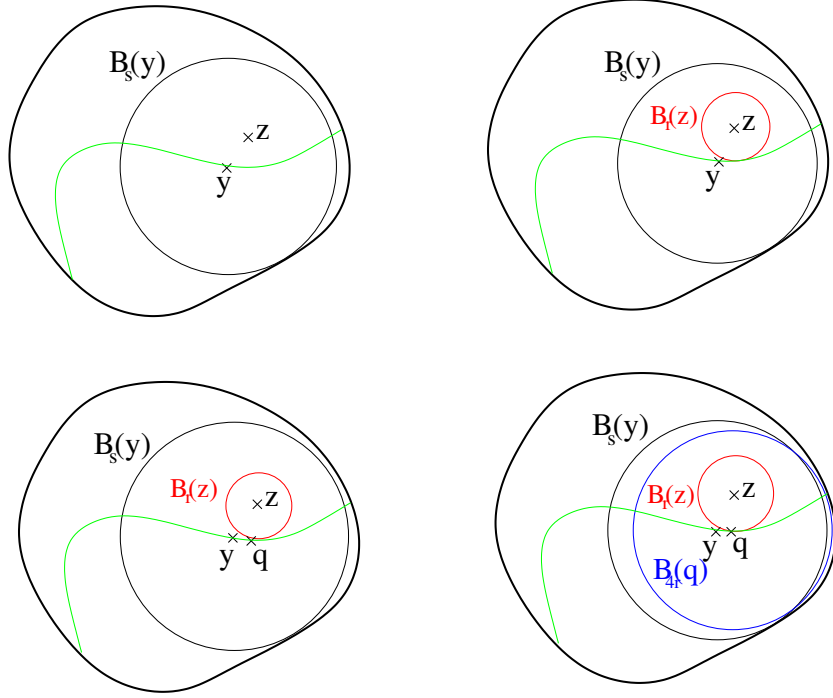 B_s(y)
z
y
B_s(y)
B_r(z)
z
y
B_s(y)
B_r(z)
z
y
q
B_s(y)
B_r(z)
z
y
q
B_4r(q)